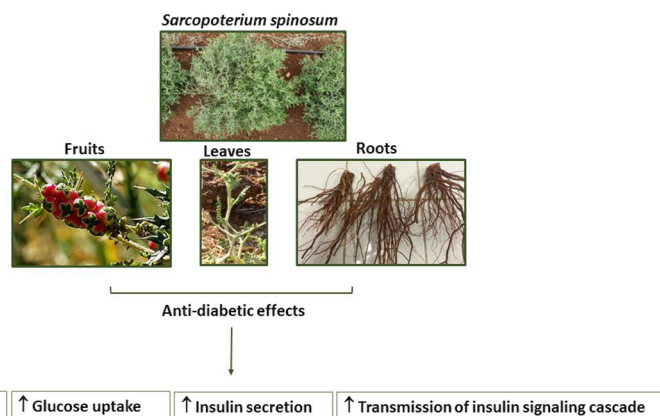 Sarcopoterium spinosum
Fruits
Leaves
Roots
Anti-diabetic effects
↑ Glucose uptake
↑ Insulin secretion
↑ Transmission of insulin signaling cascade